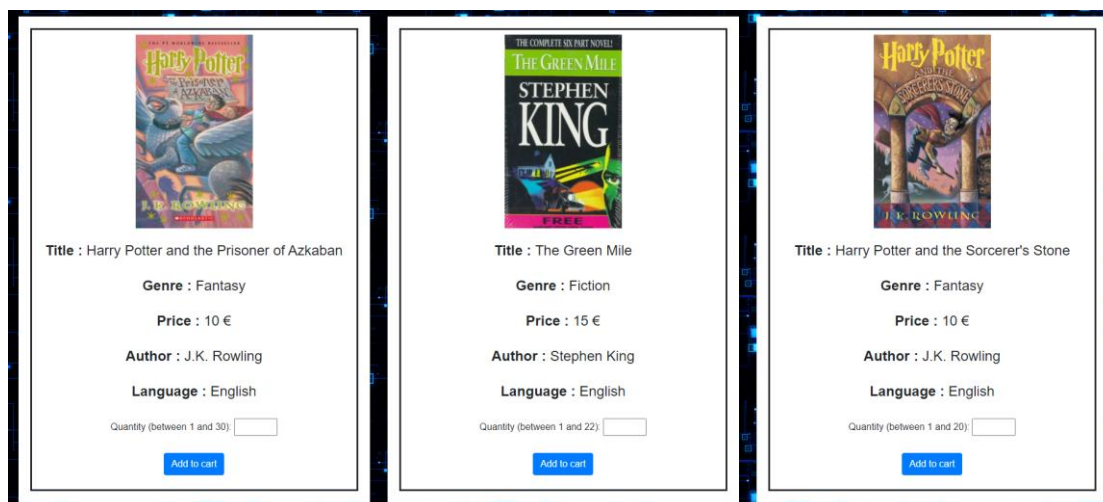 THE #1 WORLDWIDE BESTSELLER
Harry Potter
and the Prisoner
of AZKABAN
J. K. ROWLING
SCHOLASTIC
Title : Harry Potter and the Prisoner of Azkaban
Genre : Fantasy
Price : 10 €
Author : J.K. Rowling
Language : English
Quantity (between 1 and 30):
Add to cart
THE COMPLETE SIX PART NOVEL!
THE GREEN MILE
STEPHEN
KING
FREE
Title : The Green Mile
Genre : Fiction
Price : 15 €
Author : Stephen King
Language : English
Quantity (between 1 and 22):
Add to cart
Harry Potter
AND THE
SORCERER'S STONE
J. K. ROWLING
Title : Harry Potter and the Sorcerer's Stone
Genre : Fantasy
Price : 10 €
Author : J.K. Rowling
Language : English
Quantity (between 1 and 20):
Add to cart